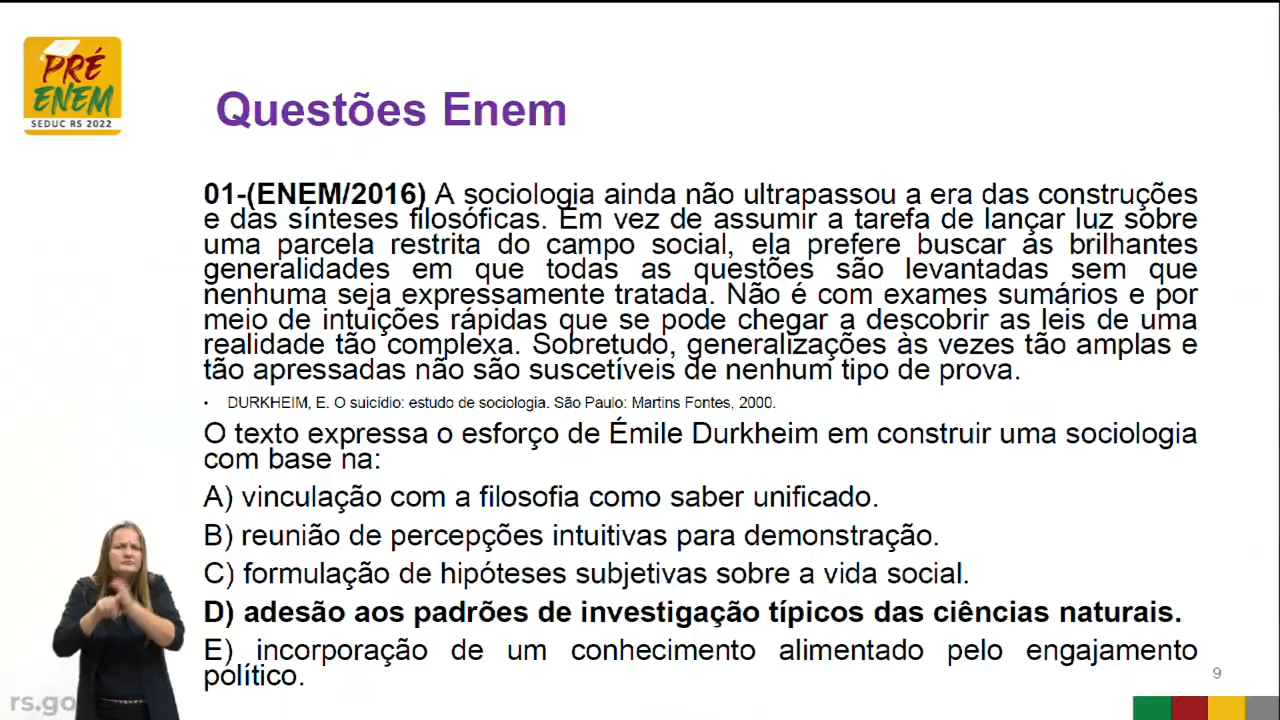 PRÉ
ENEM
SEDUC RS 2022
Questões Enem
01-(ENEM/2016) A sociologia ainda não ultrapassou a era das construções
e das sínteses filosóficas. Em vez de assumir a tarefa de lançar luz sobre
uma parcela restrita do campo social, ela prefere buscar as brilhantes
generalidades em que todas as questões são levantadas sem que
nenhuma seja expressamente tratada. Não é com exames sumários e por
meio de intuições rápidas que se pode chegar a descobrir as leis de uma
realidade tão complexa. Sobretudo, generalizações às vezes tão amplas e
tão apressadas não são suscetíveis de nenhum tipo de prova.
• DURKHEIM, E. O suicídio: estudo de sociologia. São Paulo: Martins Fontes, 2000.
O texto expressa o esforço de Émile Durkheim em construir uma sociologia
com base na:
A) vinculação com a filosofia como saber unificado.
B) reunião de percepções intuitivas para demonstração.
C) formulação de hipóteses subjetivas sobre a vida social.
D) adesão aos padrões de investigação típicos das ciências naturais.
E) incorporação de um conhecimento alimentado pelo engajamento
político.
9
rs.go